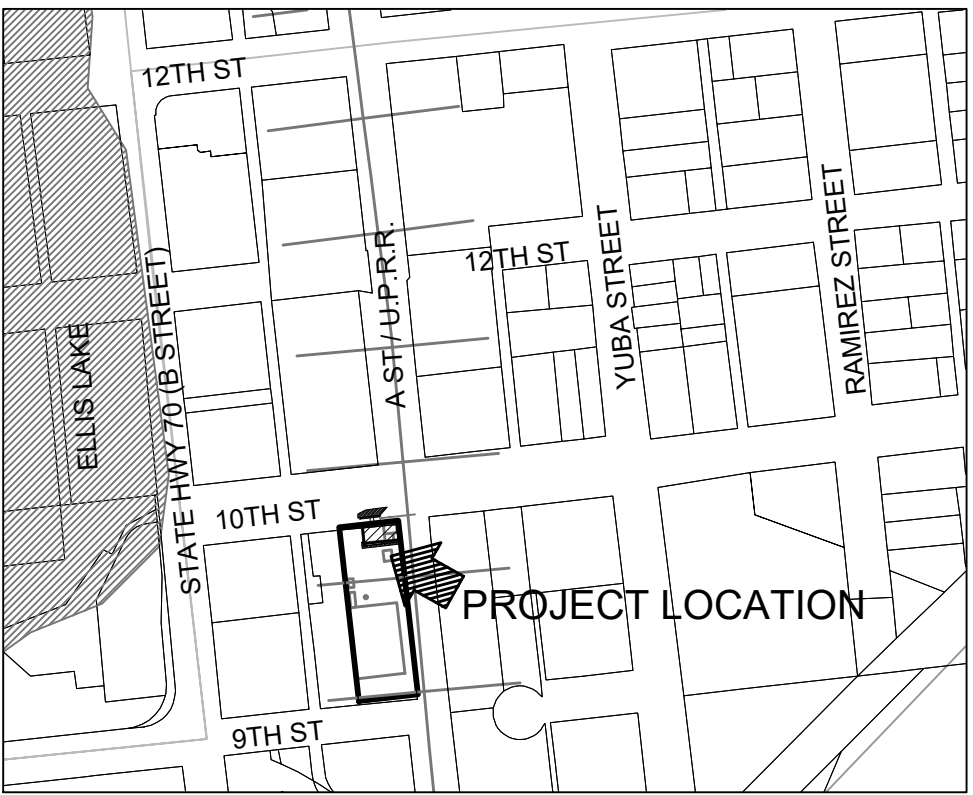 12TH ST
12TH ST
A ST / U.P.R.R.
YUBA STREET
RAMIREZ STREET
STATE HWY 70 (B STREET)
ELLIS LAKE
10TH ST
PROJECT LOCATION
9TH ST